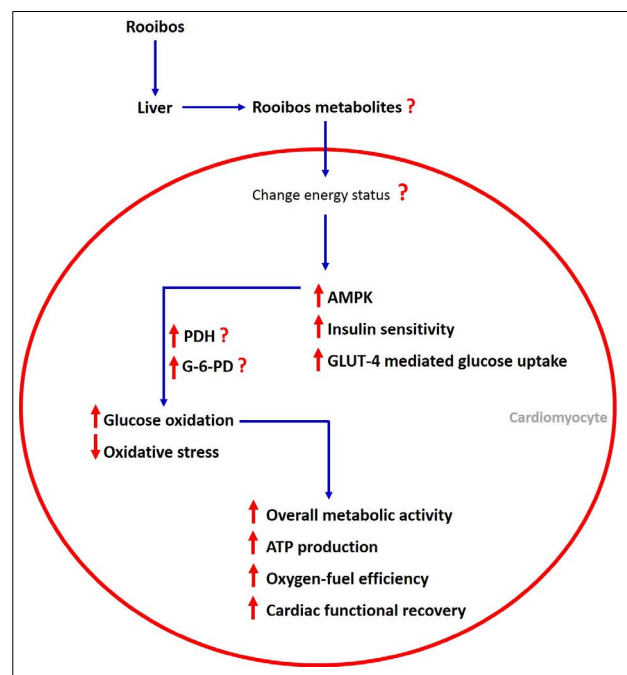 Rooibos
Liver
Rooibos metabolites ?
Change energy status ?
AMPK
Insulin sensitivity
GLUT-4 mediated glucose uptake
PDH ?
G-6-PD ?
Glucose oxidation
Oxidative stress
Cardiomyocyte
Overall metabolic activity
ATP production
Oxygen-fuel efficiency
Cardiac functional recovery